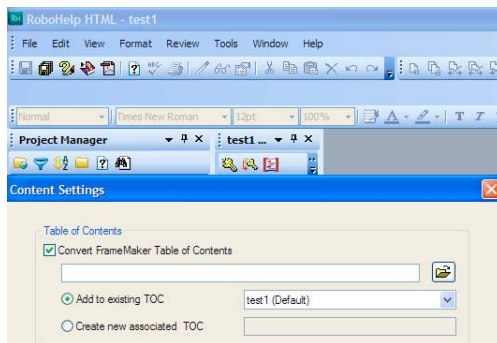 RoboHelp HTML - test1
File Edit View Format Review Tools Window Help
Normal Times New Roman 12pt 100% A T T
Project Manager test1 ...
Content Settings
Table of Contents
Convert FrameMaker Table of Contents
Add to existing TOC test1 (Default)
Create new associated TOC